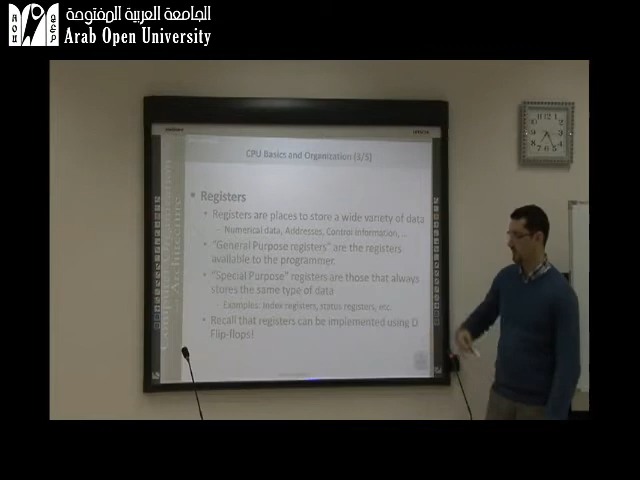 الجامعة العربية المفتوحة
Arab Open University
CPU Basics and Organization (3/5)
Registers
Registers are places to store a wide variety of data
Numerical data, Addresses, Control information, ...
"General Purpose registers" are the registers
available to the programmer.
"Special Purpose" registers are those that always
stores the same type of data
Examples: Index registers, status registers, etc.
Recall that registers can be implemented using D
Flip-flops!
Computer Organization
Architecture